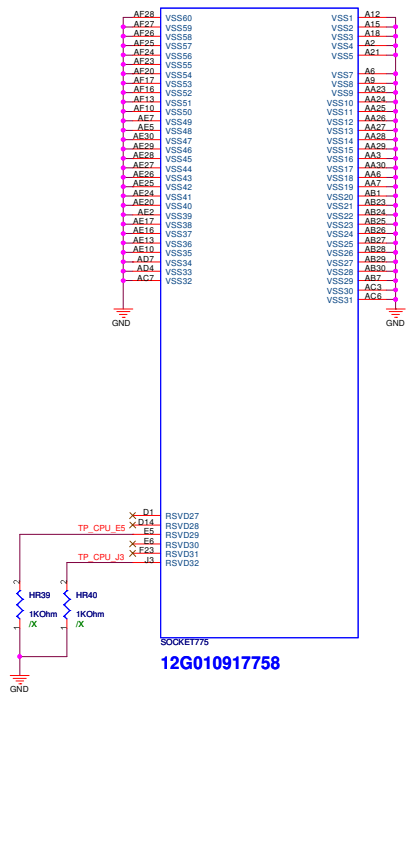 AF28 VSS60
AF27 VSS59
AF26 VSS58
AF25 VSS57
AF24 VSS56
AF23 VSS55
AF20 VSS54
AF17 VSS53
AF16 VSS52
AF13 VSS51
AF10 VSS50
AE7 VSS49
AE5 VSS48
AE30 VSS47
AE29 VSS46
AE28 VSS45
AE27 VSS44
AE26 VSS43
AE25 VSS42
AE24 VSS41
AE20 VSS40
AE2 VSS39
AE17 VSS38
AE16 VSS37
AE13 VSS36
AE10 VSS35
AD7 VSS34
AD4 VSS33
AC7 VSS32
GND
VSS1 A12
VSS2 A15
VSS3 A18
VSS4 A2
VSS5 A21
VSS7 A6
VSS8 A9
VSS9 AA23
VSS10 AA24
VSS11 AA25
VSS12 AA26
VSS13 AA27
VSS14 AA28
VSS15 AA29
VSS16 AA3
VSS17 AA30
VSS18 AA6
VSS19 AA7
VSS20 AB1
VSS21 AB23
VSS22 AB24
VSS23 AB25
VSS24 AB26
VSS25 AB27
VSS26 AB28
VSS27 AB29
VSS28 AB30
VSS29 AB7
VSS30 AC3
VSS31 AC6
GND
D1 RSVD27
D14 RSVD28
TP_CPU_E5 E5 RSVD29
E6 RSVD30
F23 RSVD31
TP_CPU_J3 J3 RSVD32
2 2
HR39 HR40
1KOhm 1KOhm
/X /X
1 1
GND
SOCKET775
12G010917758